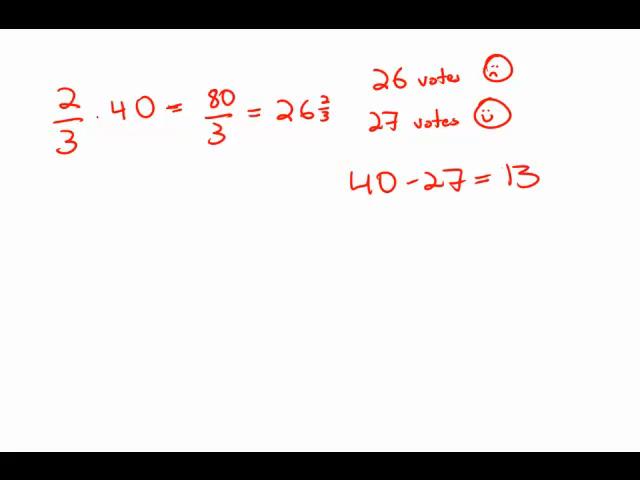 2/3 · 40 = 80/3 = 26 2/3
26 votes
27 votes
40 - 27 = 13